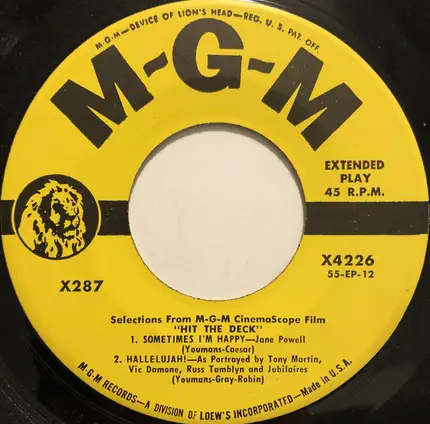 M-G-M—DEVICE OF LION'S HEAD—REG. U. S. PAT. OFF.
M-G-M
EXTENDED
PLAY
45 R.P.M.
X287
X4226
55-EP-12
Selections From M-G-M CinemaScope Film
"HIT THE DECK"
1. SOMETIMES I'M HAPPY—Jane Powell
(Youmans-Caesar)
2. HALLELUJAH!—As Portrayed by Tony Martin,
Vic Damone, Russ Tamblyn and Jubilaires
(Youmans-Gray-Robin)
M-G-M RECORDS—A DIVISION OF LOEW'S INCORPORATED—Made in U.S.A.